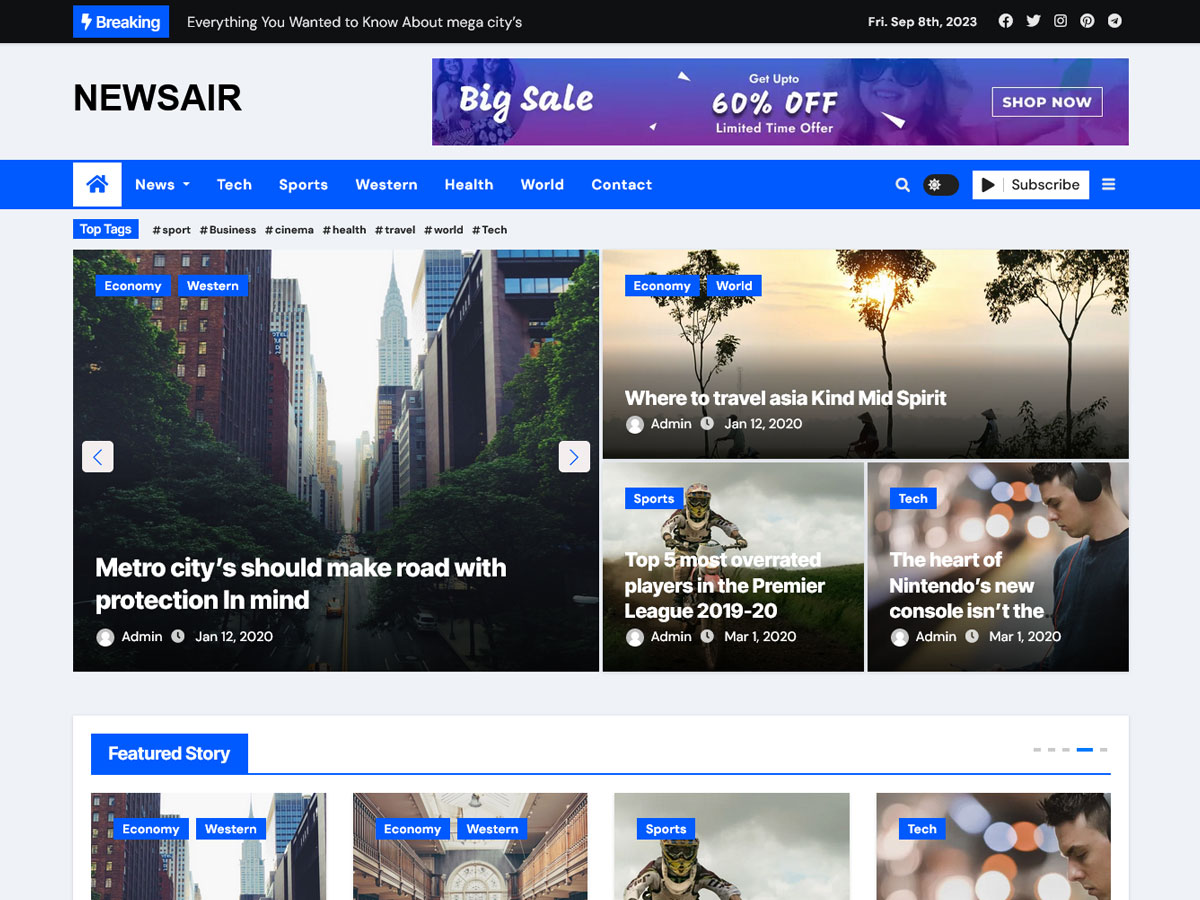 Breaking Everything You Wanted to Know About mega city’s Fri. Sep 8th, 2023
NEWSAIR
Big Sale
Get Upto
60% OFF
Limited Time Offer
SHOP NOW
News Tech Sports Western Health World Contact Subscribe
Top Tags #sport #Business #cinema #health #travel #world #Tech
Economy Western
Metro city’s should make road with
protection In mind
Admin Jan 12, 2020
Economy World
Where to travel asia Kind Mid Spirit
Admin Jan 12, 2020
Sports
Top 5 most overrated
players in the Premier
League 2019-20
Admin Mar 1, 2020
Tech
The heart of
Nintendo’s new
console isn’t the
Admin Mar 1, 2020
Featured Story
Economy Western
Economy Western
Sports
Tech